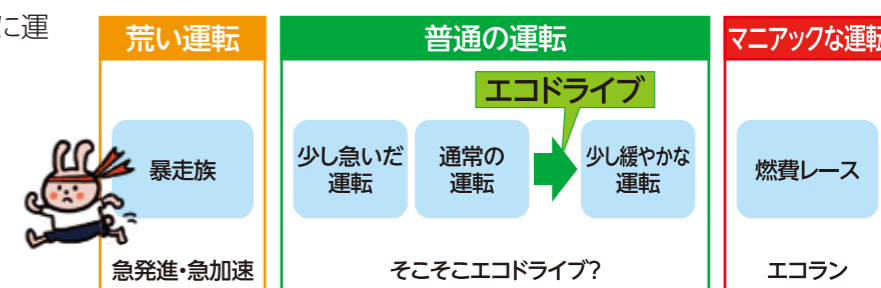 に運
荒い運転
普通の運転
マニアックな運転
エコドライブ
暴走族
少し急いだ
運転
通常の
運転
少し緩やかな
運転
燃費レース
急発進・急加速
そこそこエコドライブ?
エコラン